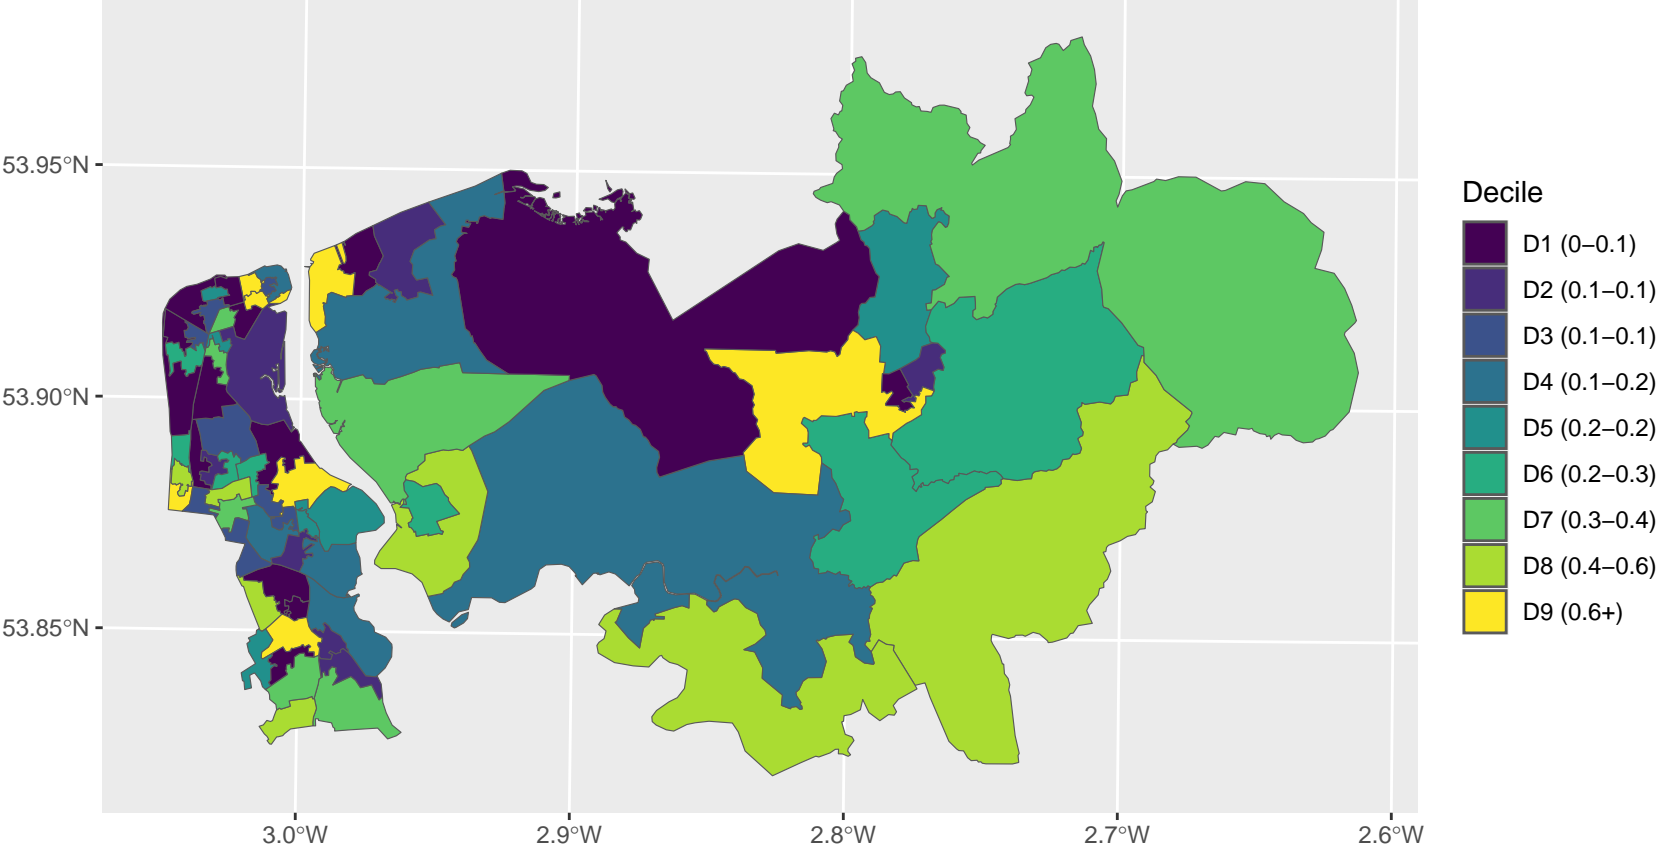 53.95°N
53.90°N
53.85°N
3.0°W
2.9°W
2.8°W
2.7°W
2.6°W
Decile
D1 (0–0.1)
D2 (0.1–0.1)
D3 (0.1–0.1)
D4 (0.1–0.2)
D5 (0.2–0.2)
D6 (0.2–0.3)
D7 (0.3–0.4)
D8 (0.4–0.6)
D9 (0.6+)